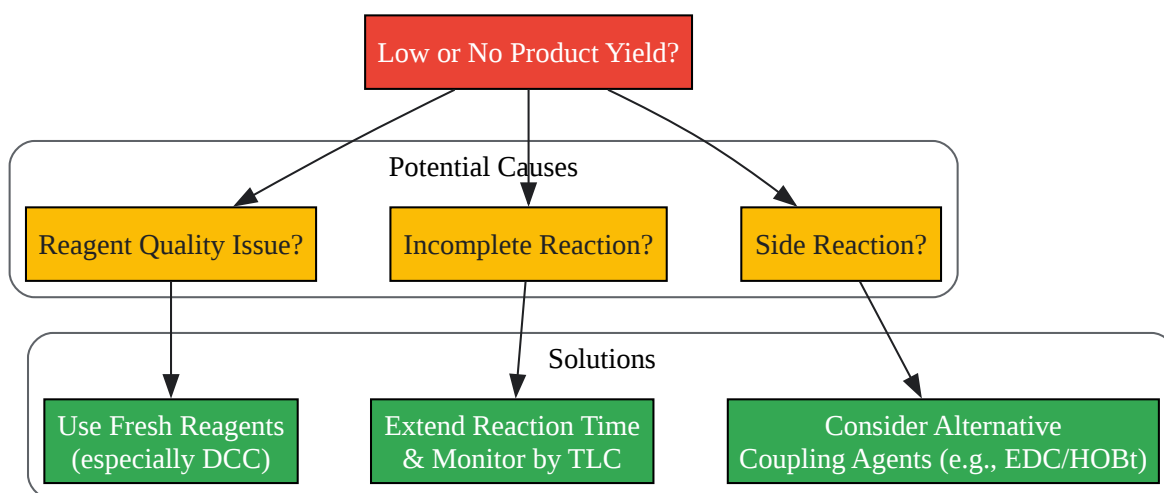 Low or No Product Yield?
Potential Causes
Reagent Quality Issue?
Incomplete Reaction?
Side Reaction?
Solutions
Use Fresh Reagents
(especially DCC)
Extend Reaction Time
& Monitor by TLC
Consider Alternative
Coupling Agents (e.g., EDC/HOBt)